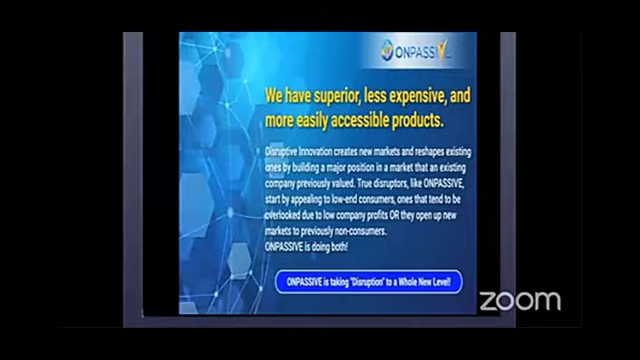 ONPASSIVE
We have superior, less expensive, and
more easily accessible products.
Disruptive Innovation creates new markets and reshapes existing
ones by building a major position in a market that an existing
company previously valued. True disruptors, like ONPASSIVE,
start by appealing to low-end consumers, ones that tend to be
overlooked due to low company profits OR they open up new
markets to previously non-consumers.
ONPASSIVE is doing both!
ONPASSIVE is taking "Disruption" to a Whole New Level!
zoom